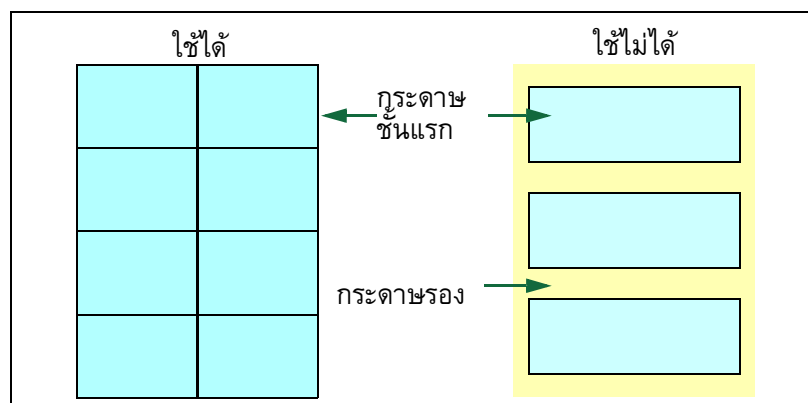 ใช้ได้
ใช้ไม่ได้
กระดาษ
ชั้นแรก
กระดาษรอง